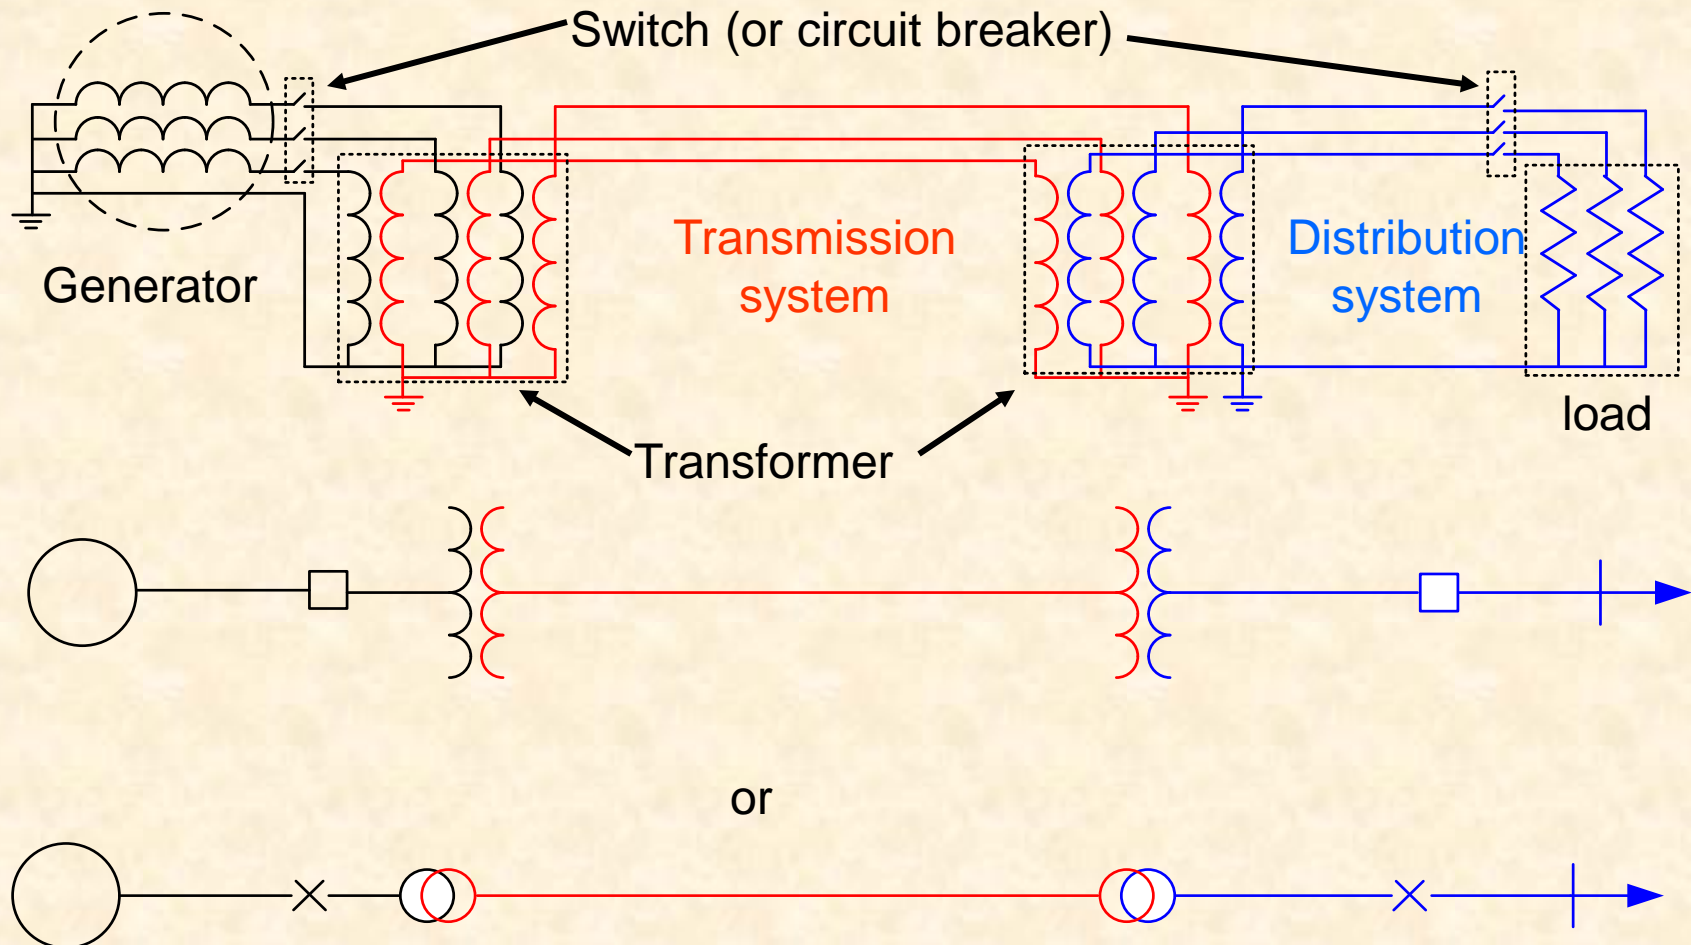 Switch (or circuit breaker)
Generator
Transmission
system
Distribution
system
load
Transformer
or